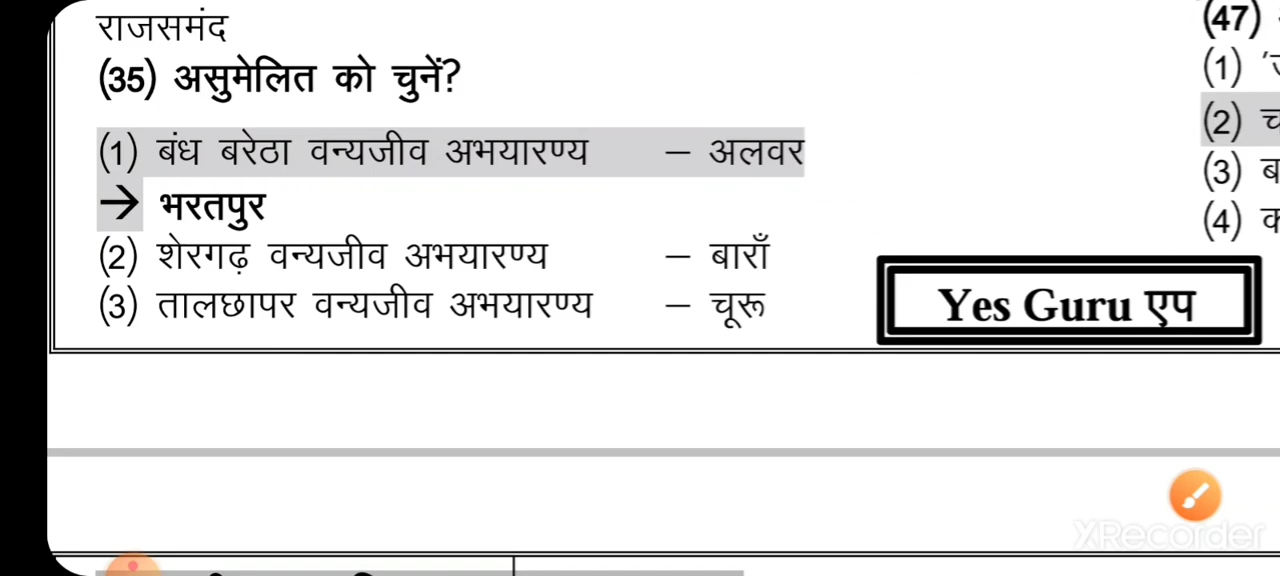 राजसमंद
(35) असुमेलित को चुनें?
(1) बंध बरेठा वन्यजीव अभयारण्य – अलवर
→ भरतपुर
(2) शेरगढ़ वन्यजीव अभयारण्य – बाराँ
(3) तालछापर वन्यजीव अभयारण्य – चूरू
(47)
(1)
(2)
(3)
(4)
Yes Guru एप
XRecorder